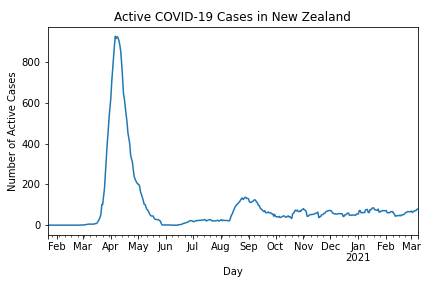 Active COVID-19 Cases in New Zealand
Number of Active Cases
800
600
400
200
0
Feb Mar Apr May Jun Jul Aug Sep Oct Nov Dec Jan Feb Mar
2021
Day